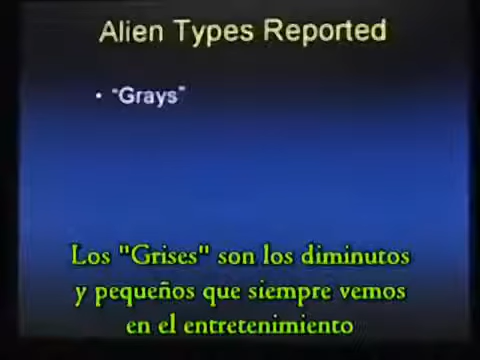 Alien Types Reported
• "Grays"
Los "Grises" son los diminutos
y pequeños que siempre vemos
en el entretenimiento